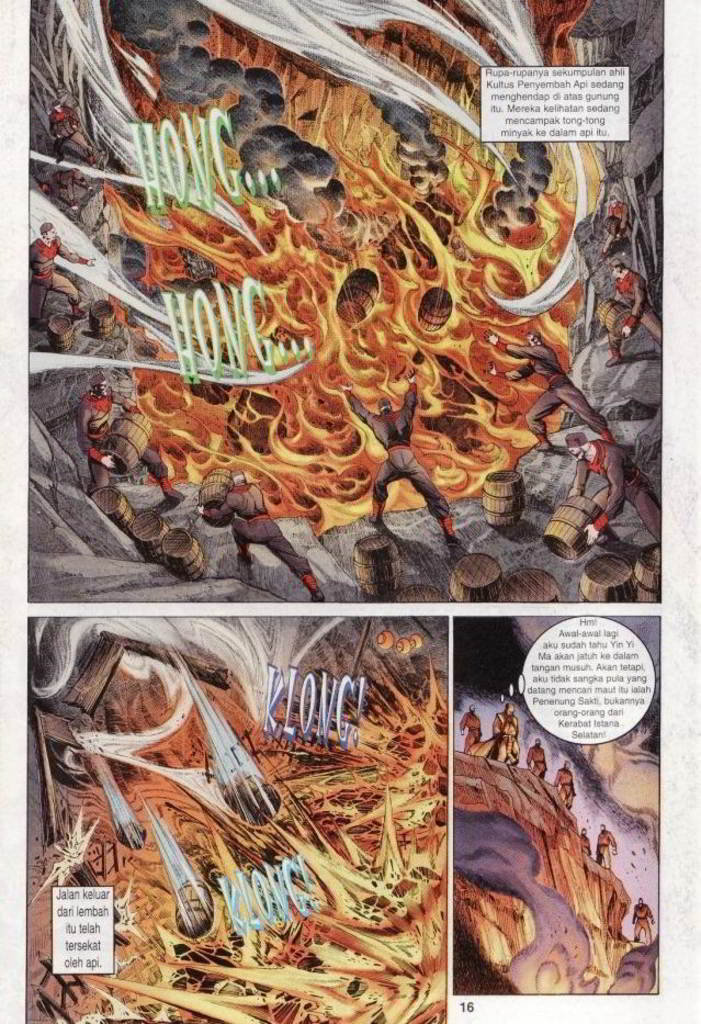 Rupa-rupanya sekumpulan ahli
Kultus Penyembah Api sedang
menghendap di atas gunung
itu. Mereka kelihatan sedang
mencampak tong-tong
minyak ke dalam api itu.
HONG...
HONG...
KLONG!
KLONG!
Jalan keluar
dari lembah
itu telah
tersekat
oleh api.
Hm!
Awal-awal lagi
aku sudah tahu Yin Yi
Ma akan jatuh ke dalam
tangan musuh. Akan tetapi,
aku tidak sangka pula yang
datang mencari maut itu ialah
Penenung Sakti, bukannya
orang-orang dari
Kerabat Istana
Selatan!
16